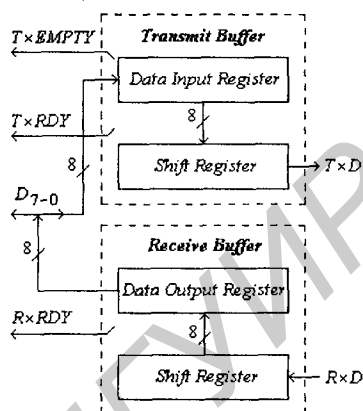 T×EMPTY
Transmit Buffer
Data Input Register
8
T×RDY
8
Shift Register
T×D
D7-0
Receive Buffer
8
Data Output Register
R×RDY
8
Shift Register
R×D
ГУИР